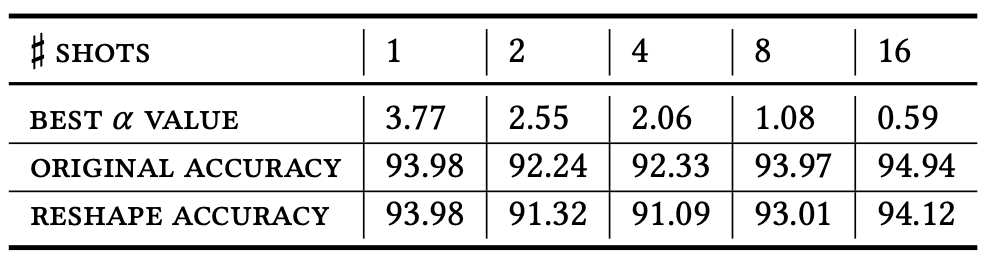 ♯ SHOTS 1 2 4 8 16
BEST α VALUE 3.77 2.55 2.06 1.08 0.59
ORIGINAL ACCURACY 93.98 92.24 92.33 93.97 94.94
RESHAPE ACCURACY 93.98 91.32 91.09 93.01 94.12